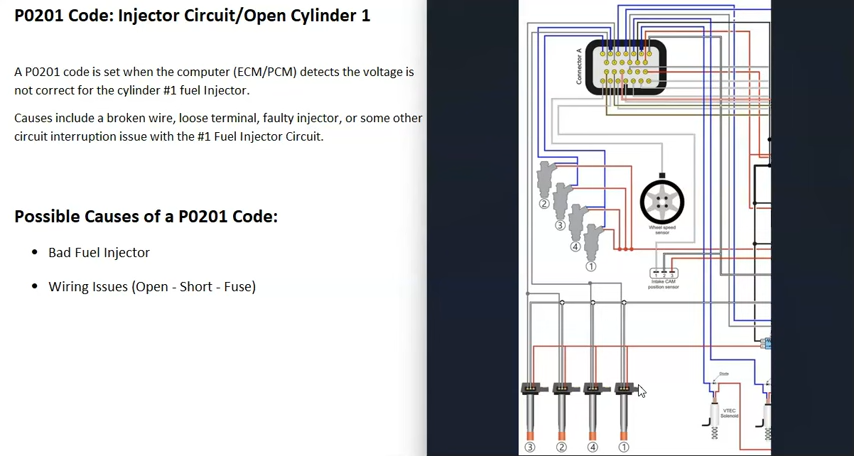 P0201 Code: Injector Circuit/Open Cylinder 1
A P0201 code is set when the computer (ECM/PCM) detects the voltage is
not correct for the cylinder #1 fuel Injector.
Causes include a broken wire, loose terminal, faulty injector, or some other
circuit interruption issue with the #1 Fuel Injector Circuit.
Possible Causes of a P0201 Code:
Bad Fuel Injector
Wiring Issues (Open - Short - Fuse)
Connector A
2
3
4
1
Wheel speed
sensor
1 2 3
Intake CAM
position sensor
VTEC
Solenoid
3
2
4
1